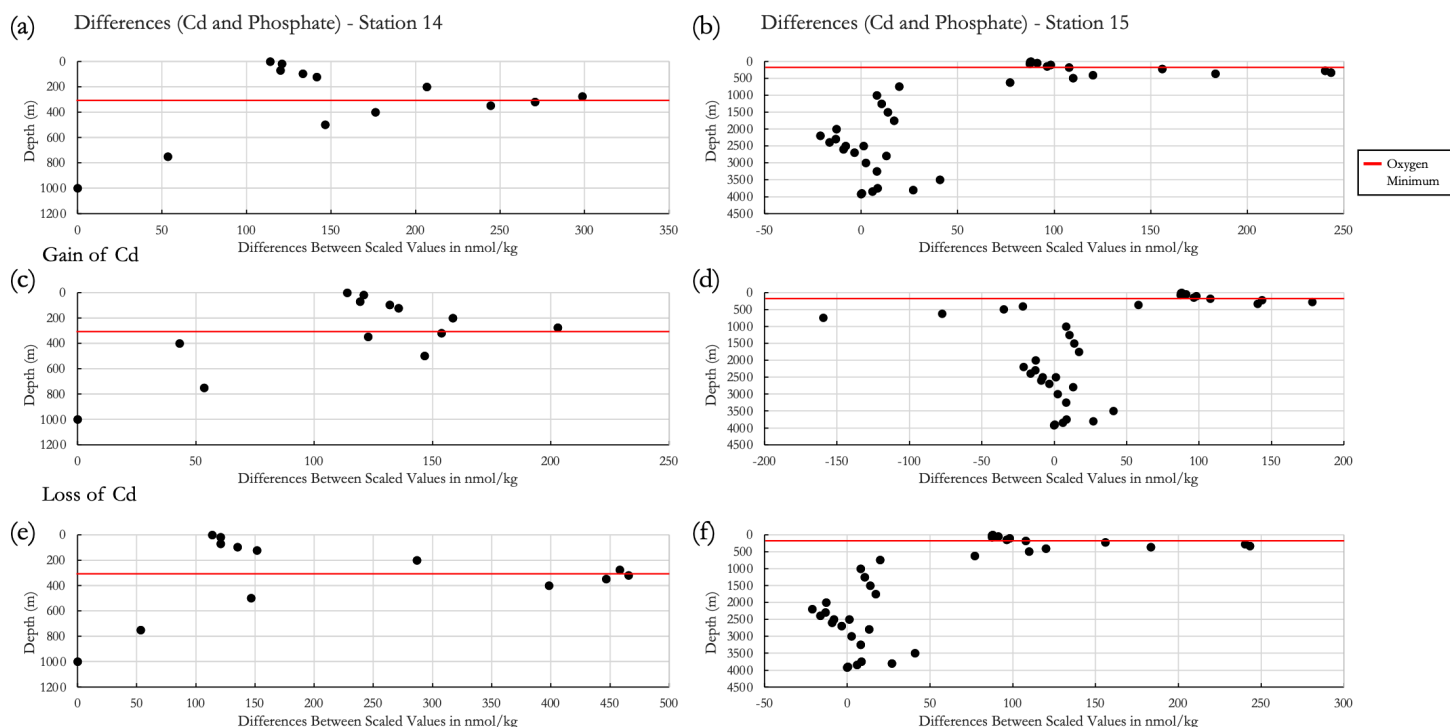 (a) Differences (Cd and Phosphate) - Station 14
0
200
400
600
800
1000
1200
Depth (m)
0 50 100 150 200 250 300 350
Differences Between Scaled Values in nmol/kg
(b) Differences (Cd and Phosphate) - Station 15
0
500
1000
1500
2000
2500
3000
3500
4000
4500
Depth (m)
-50 0 50 100 150 200 250
Differences Between Scaled Values in nmol/kg
Oxygen
Minimum
Gain of Cd
(c)
0
200
400
600
800
1000
1200
Depth (m)
0 50 100 150 200 250
Differences Between Scaled Values in nmol/kg
(d)
0
500
1000
1500
2000
2500
3000
3500
4000
4500
Depth (m)
-200 -150 -100 -50 0 50 100 150 200
Differences Between Scaled Values in nmol/kg
Loss of Cd
(e)
0
200
400
600
800
1000
1200
Depth (m)
0 50 100 150 200 250 300 350 400 450 500
Differences Between Scaled Values in nmol/kg
(f)
0
500
1000
1500
2000
2500
3000
3500
4000
4500
Depth (m)
-50 0 50 100 150 200 250 300
Differences Between Scaled Values in nmol/kg